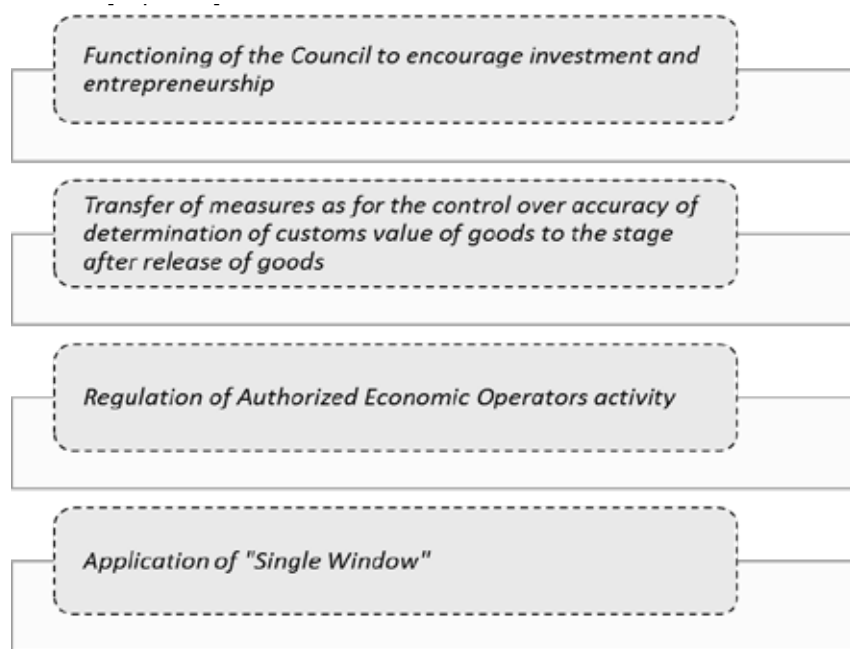 Functioning of the Council to encourage investment and
entrepreneurship
Transfer of measures as for the control over accuracy of
determination of customs value of goods to the stage
after release of goods
Regulation of Authorized Economic Operators activity
Application of "Single Window"